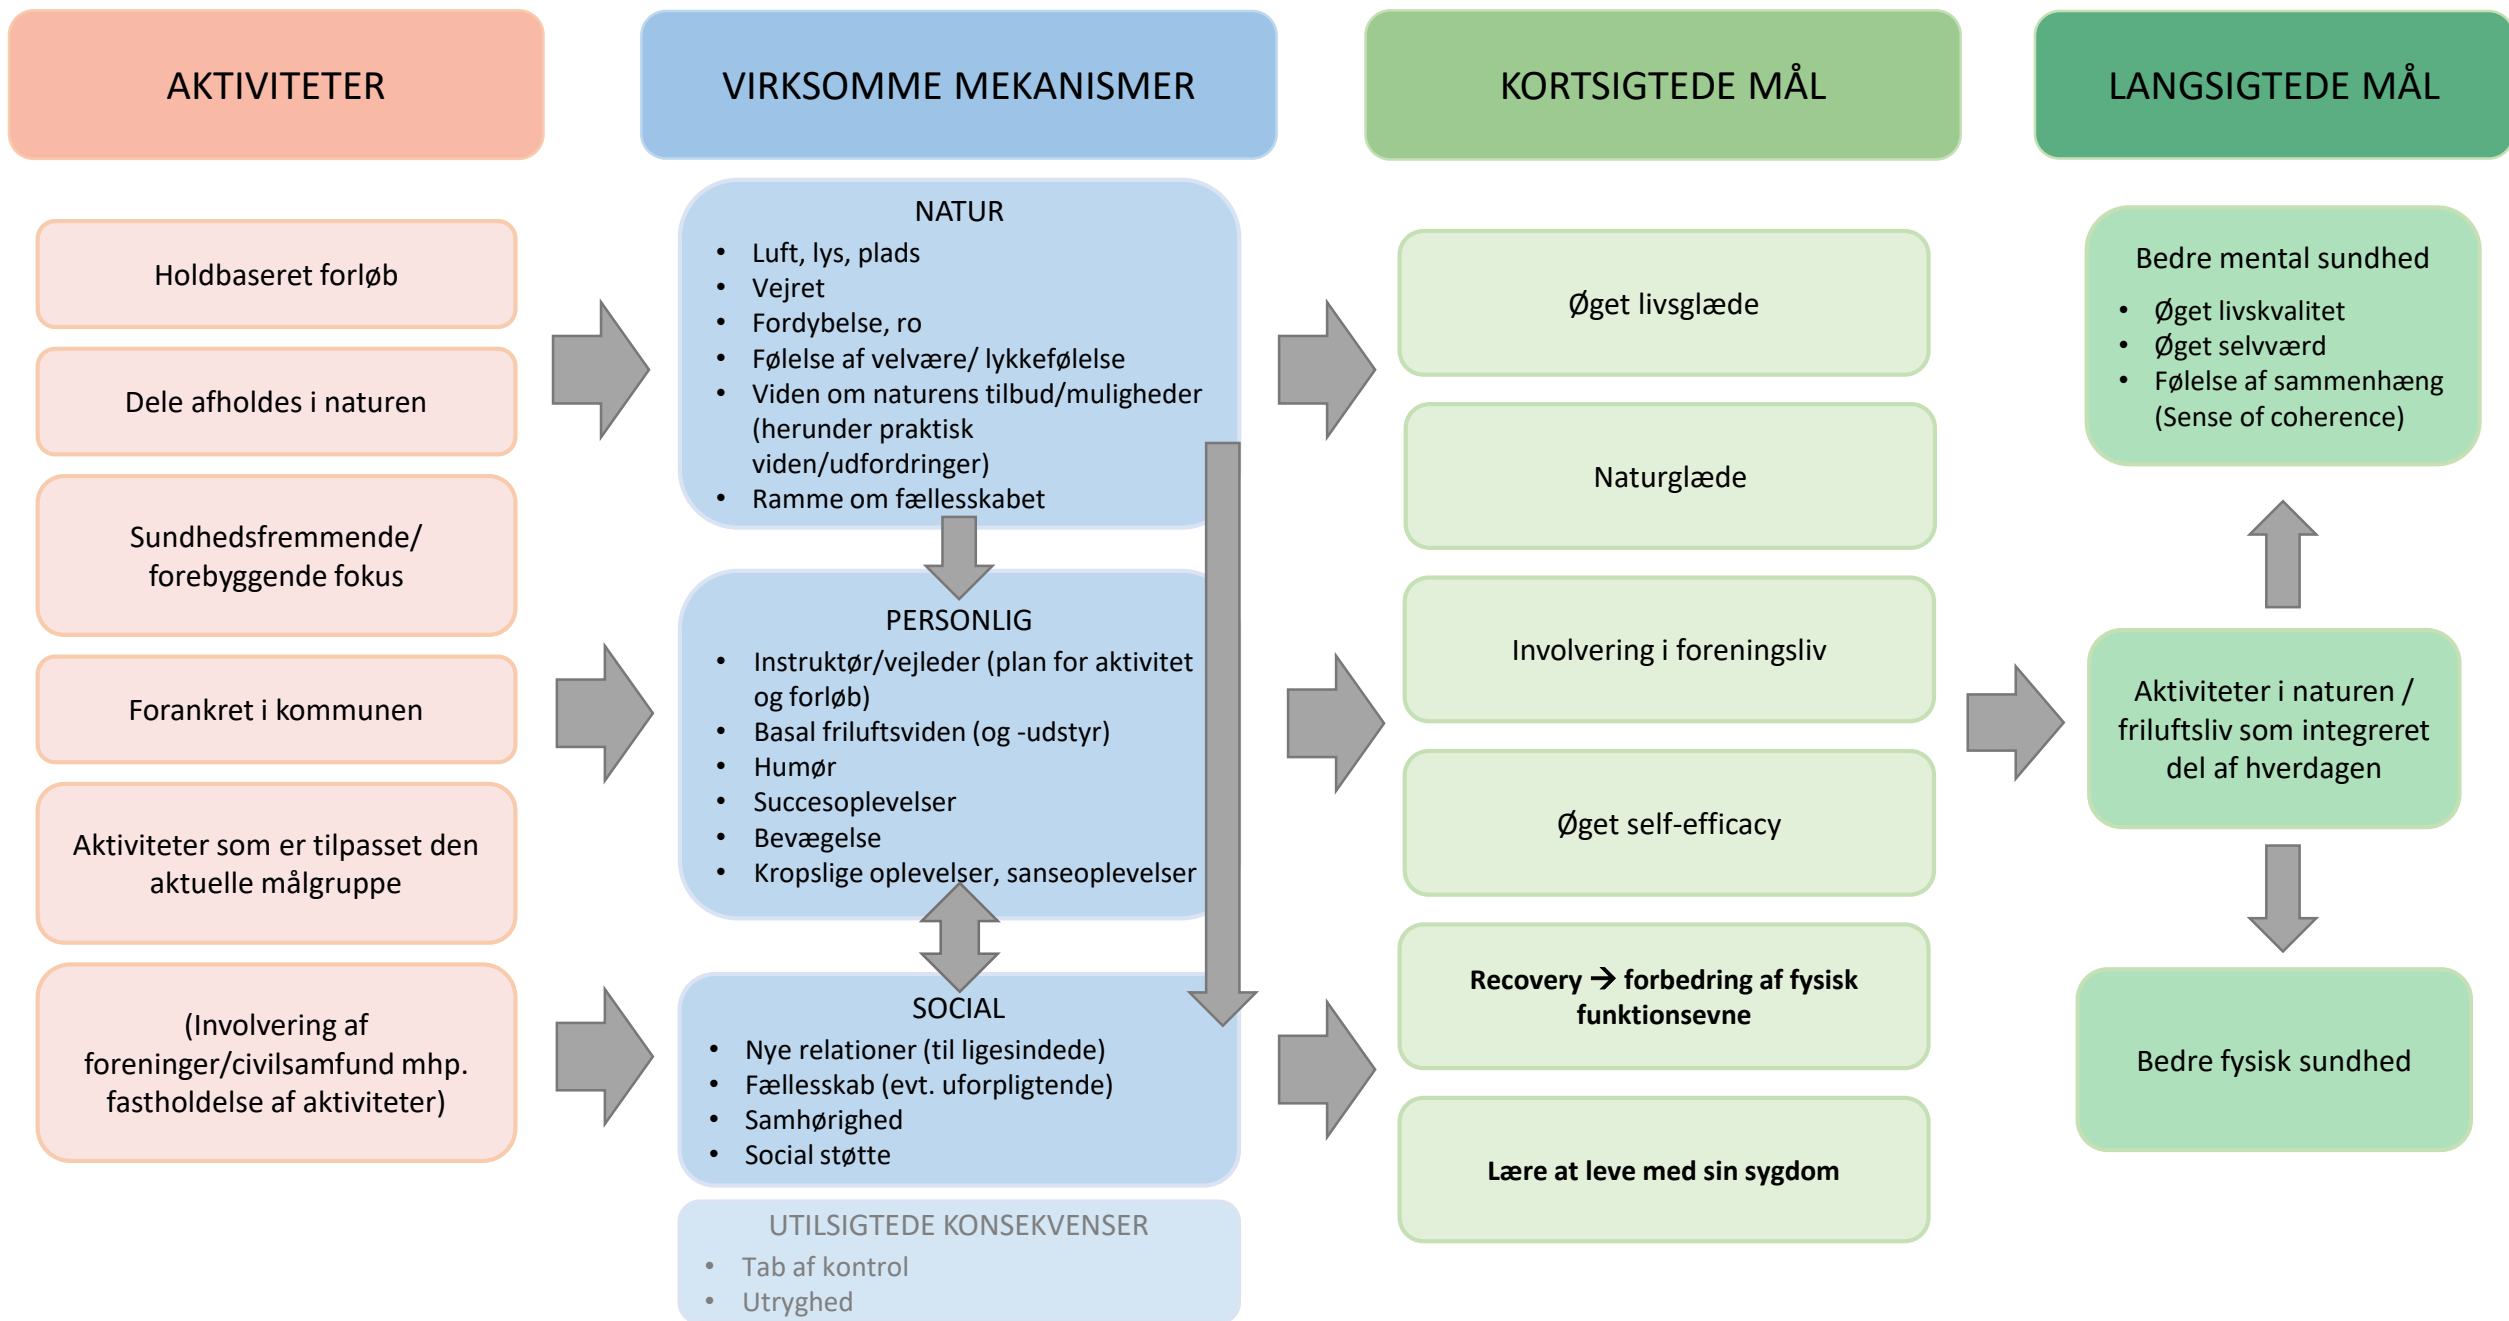 AKTIVITETER
Holdbaseret forløb
Dele afholdes i naturen
Sundhedsfremmende/
forebyggende fokus
Forankret i kommunen
Aktiviteter som er tilpasset den
aktuelle målgruppe
(Involvering af
foreninger/civilsamfund mhp.
fastholdelse af aktiviteter)
VIRKSOMME MEKANISMER
NATUR
• Luft, lys, plads
• Vejret
• Fordybelse, ro
• Følelse af velvære/ lykkefølelse
• Viden om naturens tilbud/muligheder
(herunder praktisk
viden/udfordringer)
• Ramme om fællesskabet
PERSONLIG
• Instruktør/vejleder (plan for aktivitet
og forløb)
• Basal friluftsviden (og -udstyr)
• Humør
• Succesoplevelser
• Bevægelse
• Kropslige oplevelser, sanseoplevelser
SOCIAL
• Nye relationer (til ligesindede)
• Fællesskab (evt. uforpligtende)
• Samhørighed
• Social støtte
UTILSIGTEDE KONSEKVENSER
• Tab af kontrol
• Utryghed
KORTSIGTEDE MÅL
Øget livsglæde
Naturglæde
Involvering i foreningsliv
Øget self-efficacy
Recovery → forbedring af fysisk
funktionsevne
Lære at leve med sin sygdom
LANGSIGTEDE MÅL
Bedre mental sundhed
• Øget livskvalitet
• Øget selvværd
• Følelse af sammenhæng
(Sense of coherence)
Aktiviteter i naturen /
friluftsliv som integreret
del af hverdagen
Bedre fysisk sundhed